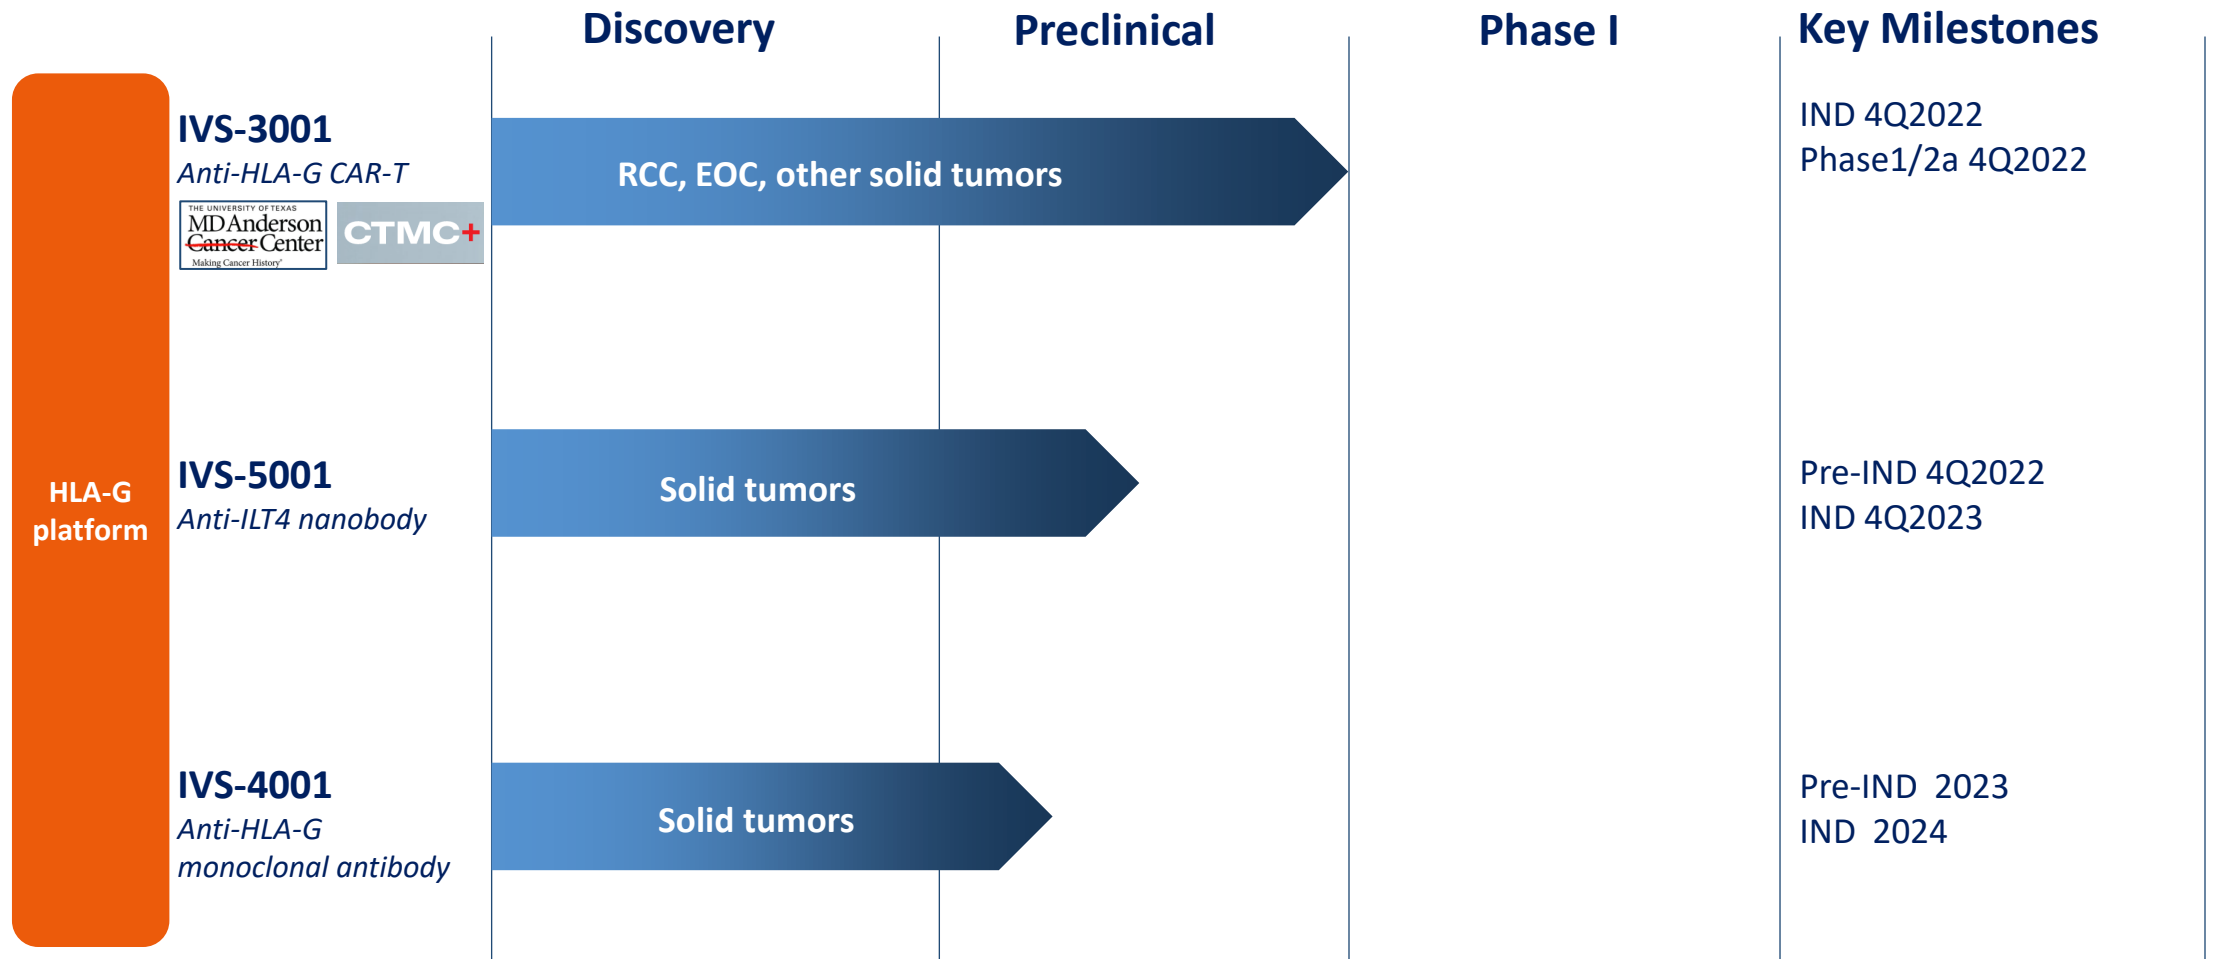 Discovery
Preclinical
Phase I
Key Milestones
HLA-G
platform
IVS-3001
Anti-HLA-G CAR-T
THE UNIVERSITY OF TEXAS
MD Anderson
Cancer Center
Making Cancer History®
CTMC+
RCC, EOC, other solid tumors
IND 4Q2022
Phase1/2a 4Q2022
IVS-5001
Anti-ILT4 nanobody
Solid tumors
Pre-IND 4Q2022
IND 4Q2023
IVS-4001
Anti-HLA-G
monoclonal antibody
Solid tumors
Pre-IND  2023
IND  2024